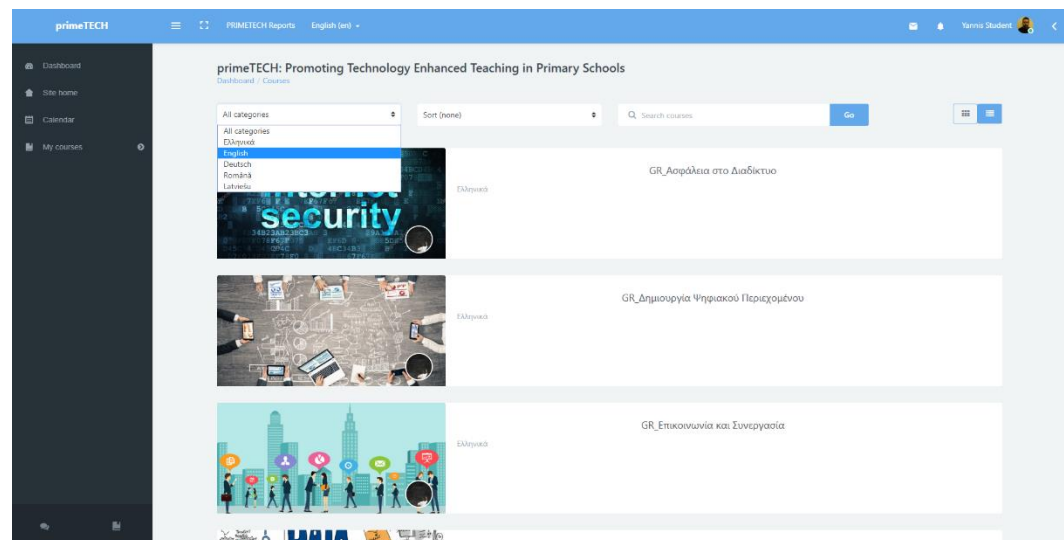 primeTECH
PRIMETECH Reports
English (en)
Yannis Student
Dashboard
Site home
Calendar
My courses
primeTECH: Promoting Technology Enhanced Teaching in Primary Schools
Dashboard / Courses
All categories
Sort (none)
Search courses
Go
All categories
Ελληνικά
English
Deutsch
Română
Latviešu
security
GR_Ασφάλεια στο Διαδίκτυο
Ελληνικά
GR_Δημιουργία Ψηφιακού Περιεχομένου
Ελληνικά
GR_Επικοινωνία και Συνεργασία
Ελληνικά
DATA